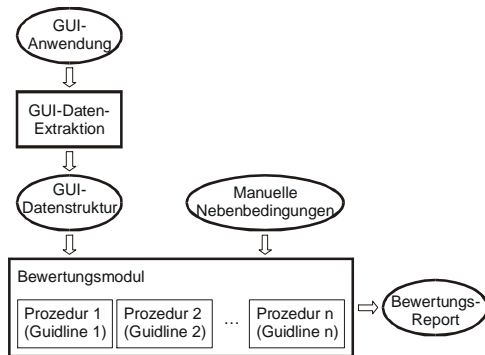 GUI-
Anwendung
GUI-Daten-
Extraktion
GUI-
Datenstruktur
Manuelle
Nebenbedingungen
Bewertungsmodul
Prozedur 1
(Guidline 1)
Prozedur 2
(Guidline 2)
...
Prozedur n
(Guidline n)
Bewertungs-
Report